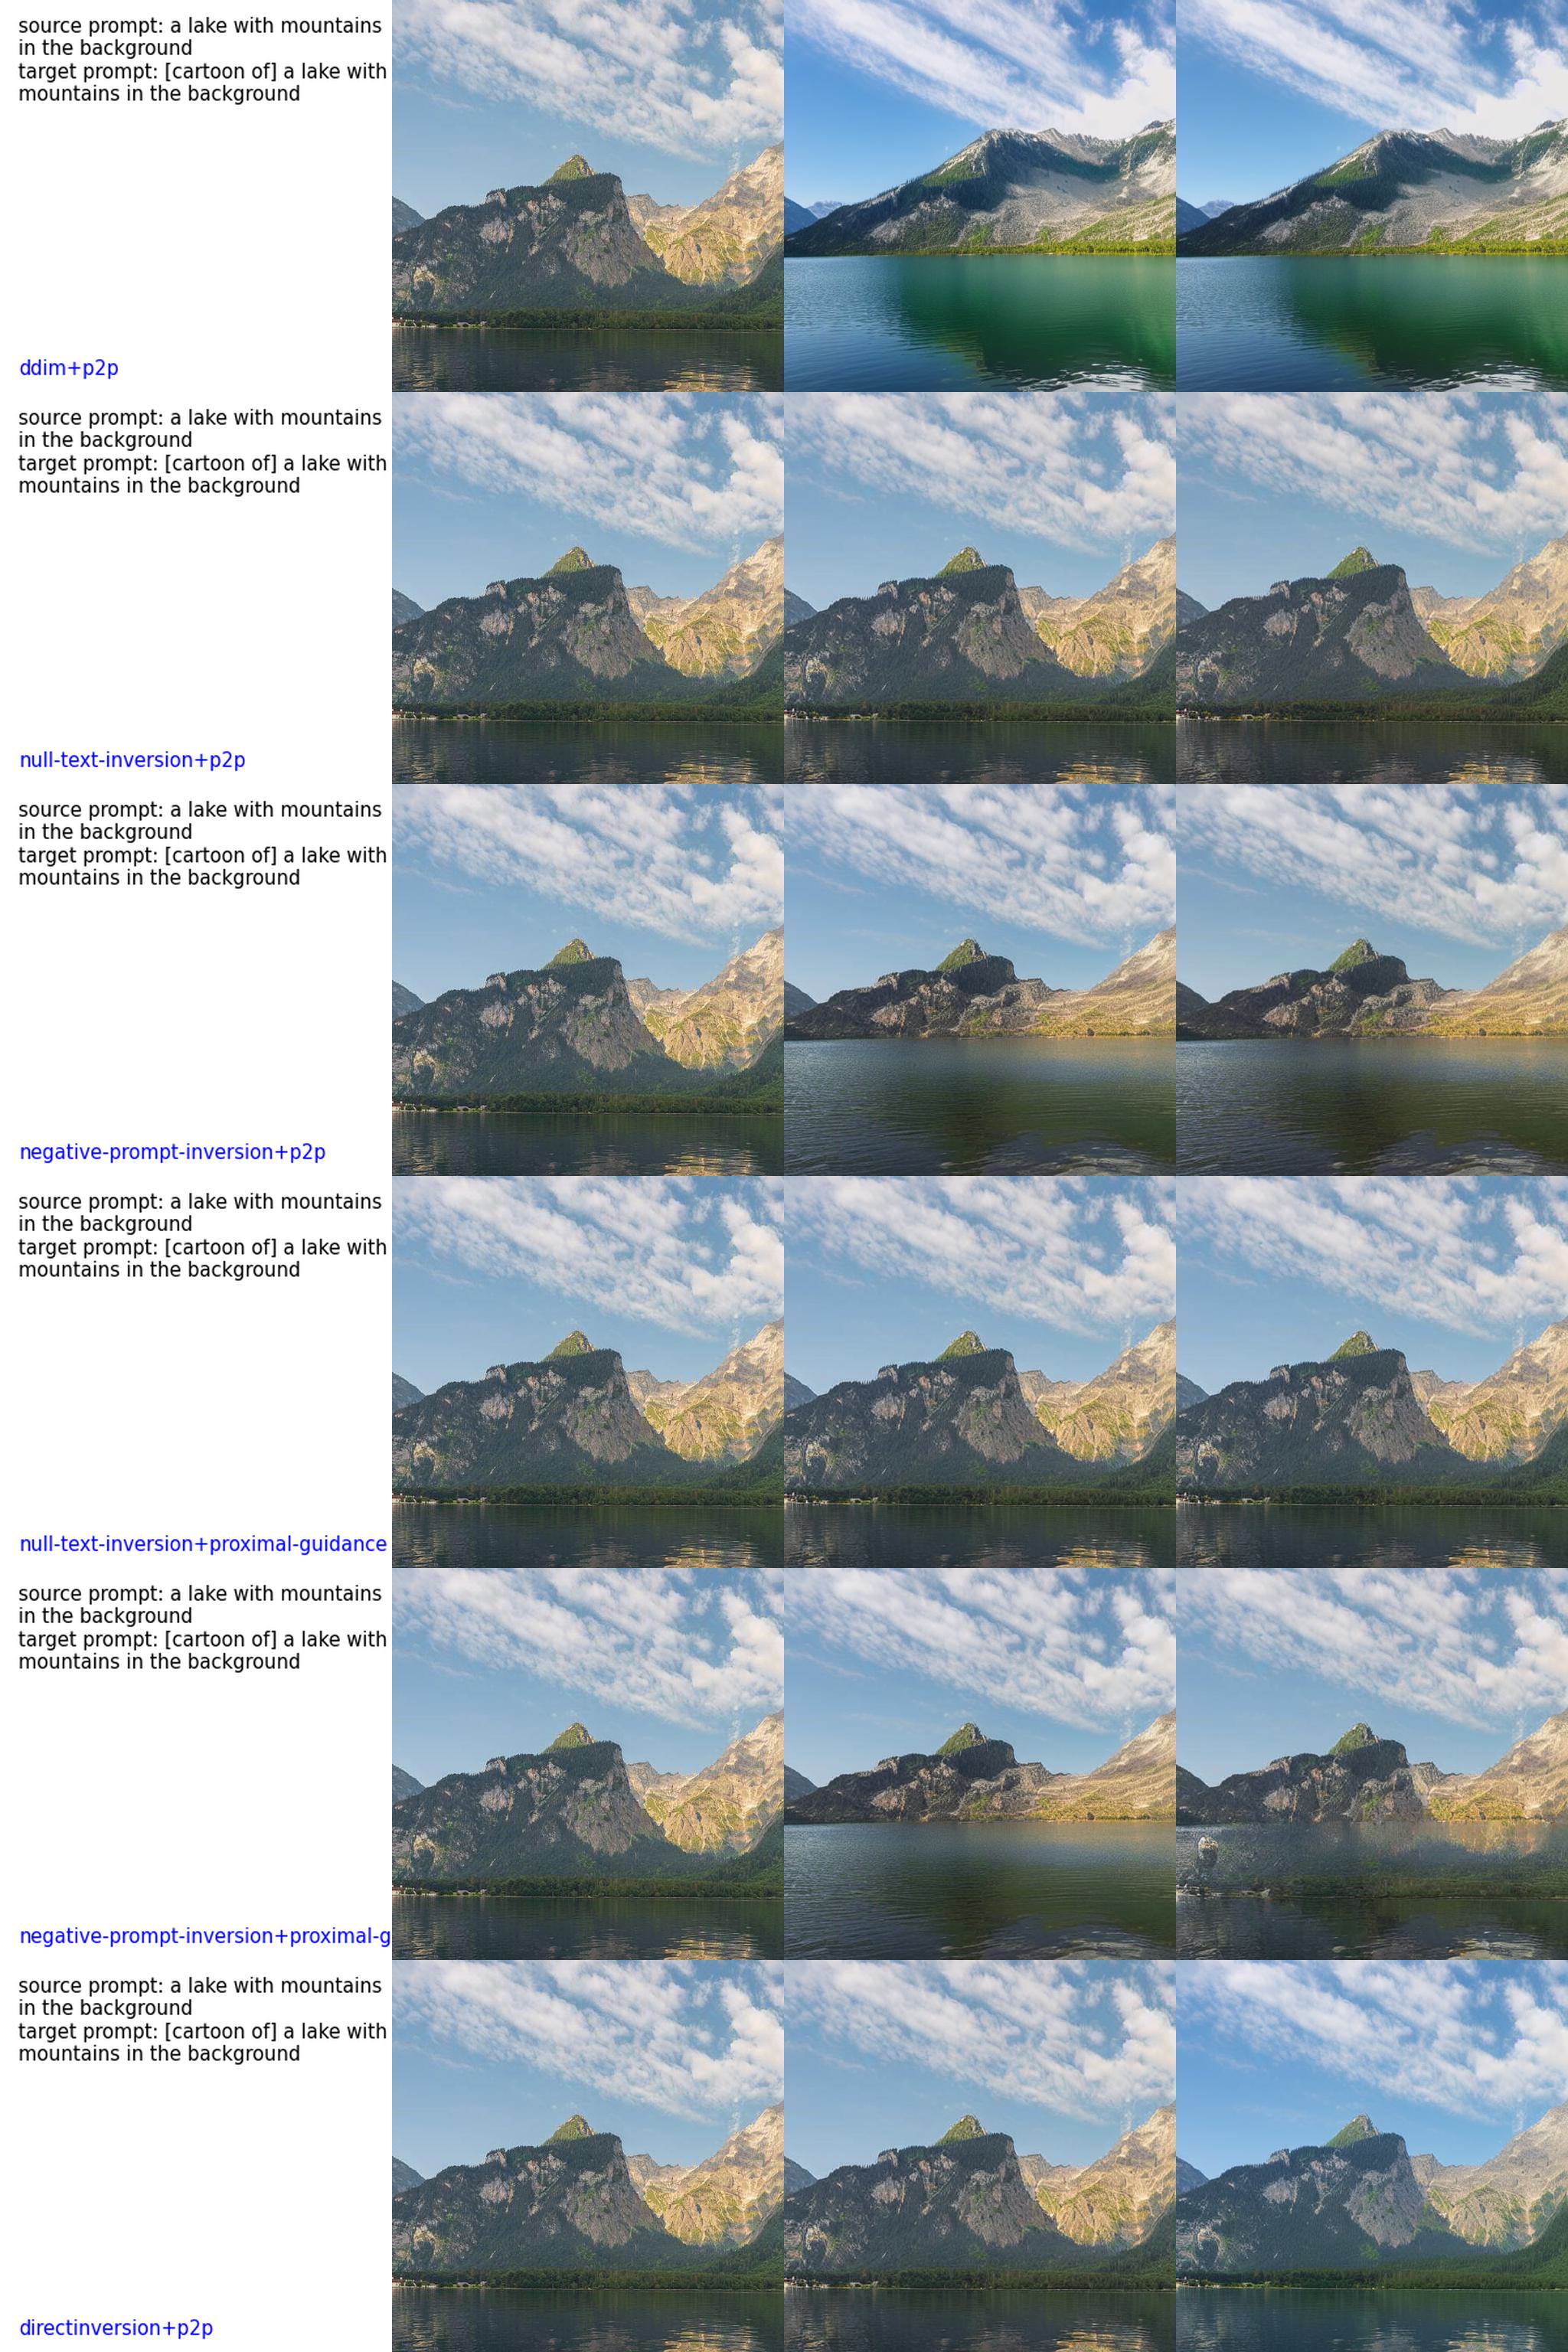 source prompt: a lake with mountains
in the background
target prompt: [cartoon of] a lake with
mountains in the background
ddim+p2p
source prompt: a lake with mountains
in the background
target prompt: [cartoon of] a lake with
mountains in the background
null-text-inversion+p2p
source prompt: a lake with mountains
in the background
target prompt: [cartoon of] a lake with
mountains in the background
negative-prompt-inversion+p2p
source prompt: a lake with mountains
in the background
target prompt: [cartoon of] a lake with
mountains in the background
null-text-inversion+proximal-guidance
source prompt: a lake with mountains
in the background
target prompt: [cartoon of] a lake with
mountains in the background
negative-prompt-inversion+proximal-g
source prompt: a lake with mountains
in the background
target prompt: [cartoon of] a lake with
mountains in the background
directinversion+p2p